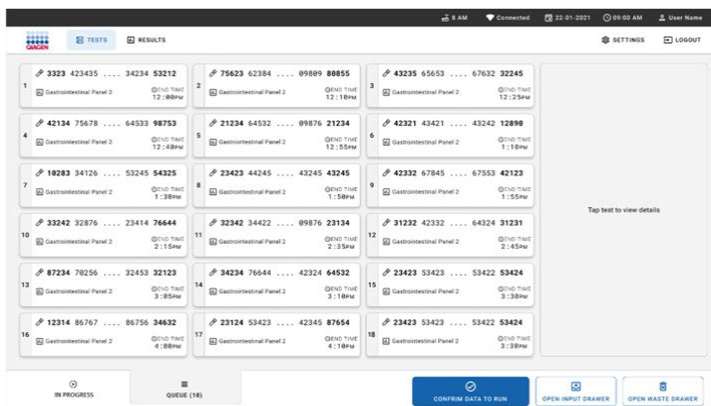 8 AM Connected 22-01-2021 09:00 AM User Name
QIAGEN TESTS RESULTS SETTINGS LOGOUT
1 3323 423435 .... 34234 53212
Gastrointestinal Panel 2 END TIME
12:00PM
2 75623 62384 .... 09809 80855
Gastrointestinal Panel 2 END TIME
12:10PM
3 43235 65653 .... 67632 32245
Gastrointestinal Panel 2 END TIME
12:25PM
4 42134 75678 .... 64533 98753
Gastrointestinal Panel 2 END TIME
12:40PM
5 21234 64532 .... 09876 21234
Gastrointestinal Panel 2 END TIME
12:55PM
6 42321 43421 .... 43242 12890
Gastrointestinal Panel 2 END TIME
1:10PM
7 10283 34126 .... 53245 54325
Gastrointestinal Panel 2 END TIME
1:30PM
8 23423 44245 .... 43245 43245
Gastrointestinal Panel 2 END TIME
1:50PM
9 42332 67845 .... 67553 42123
Gastrointestinal Panel 2 END TIME
1:55PM
10 33242 32876 .... 23414 76644
Gastrointestinal Panel 2 END TIME
2:15PM
11 32342 34422 .... 09876 23134
Gastrointestinal Panel 2 END TIME
2:35PM
12 31232 42332 .... 64324 31231
Gastrointestinal Panel 2 END TIME
2:45PM
13 87234 70256 .... 32453 32123
Gastrointestinal Panel 2 END TIME
3:05PM
14 34234 76644 .... 42324 64532
Gastrointestinal Panel 2 END TIME
3:10PM
15 23423 53423 .... 53422 53424
Gastrointestinal Panel 2 END TIME
3:30PM
16 12314 86767 .... 86756 34632
Gastrointestinal Panel 2 END TIME
4:00PM
17 23124 53423 .... 42345 87654
Gastrointestinal Panel 2 END TIME
4:10PM
18 23423 53423 .... 53422 53424
Gastrointestinal Panel 2 END TIME
3:30PM
Tap test to view details
IN PROGRESS
QUEUE (18)
CONFRIM DATA TO RUN
OPEN INPUT DRAWER
OPEN WASTE DRAWER